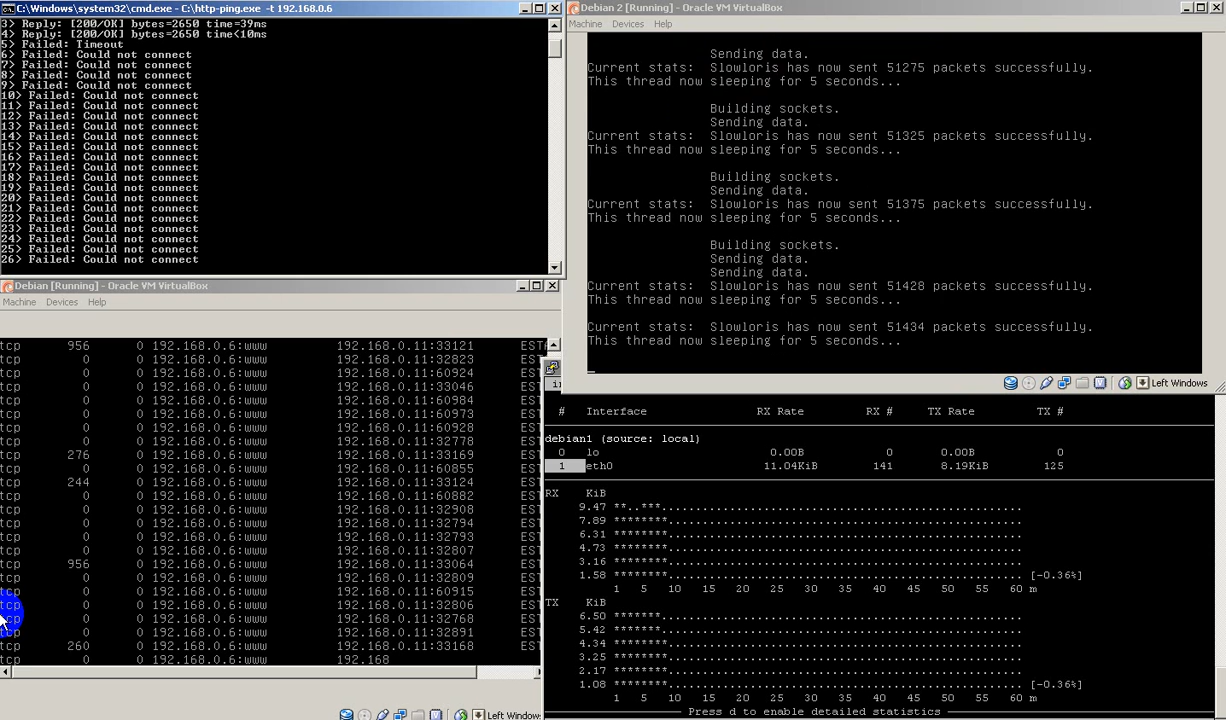 C:\Windows\system32\cmd.exe - C:\http-ping.exe -t 192.168.0.6
3> Reply: [200/OK] bytes=2650 time=39ms
4> Reply: [200/OK] bytes=2650 time<10ms
5> Failed: Timeout
6> Failed: Could not connect
7> Failed: Could not connect
8> Failed: Could not connect
9> Failed: Could not connect
10> Failed: Could not connect
11> Failed: Could not connect
12> Failed: Could not connect
13> Failed: Could not connect
14> Failed: Could not connect
15> Failed: Could not connect
16> Failed: Could not connect
17> Failed: Could not connect
18> Failed: Could not connect
19> Failed: Could not connect
20> Failed: Could not connect
21> Failed: Could not connect
22> Failed: Could not connect
23> Failed: Could not connect
24> Failed: Could not connect
25> Failed: Could not connect
26> Failed: Could not connect
Debian 2 [Running] - Oracle VM VirtualBox
Machine Devices Help
Sending data.
Current stats: Slowloris has now sent 51275 packets successfully.
This thread now sleeping for 5 seconds...
Building sockets.
Sending data.
Current stats: Slowloris has now sent 51325 packets successfully.
This thread now sleeping for 5 seconds...
Building sockets.
Sending data.
Current stats: Slowloris has now sent 51375 packets successfully.
This thread now sleeping for 5 seconds...
Building sockets.
Sending data.
Sending data.
Current stats: Slowloris has now sent 51428 packets successfully.
This thread now sleeping for 5 seconds...
Current stats: Slowloris has now sent 51434 packets successfully.
This thread now sleeping for 5 seconds...
Left Windows
Debian [Running] - Oracle VM VirtualBox
Machine Devices Help
tcp 956 0 192.168.0.6:www 192.168.0.11:33121 EST
tcp 0 0 192.168.0.6:www 192.168.0.11:32823 EST
tcp 0 0 192.168.0.6:www 192.168.0.11:60924 EST
tcp 0 0 192.168.0.6:www 192.168.0.11:33046 EST
tcp 0 0 192.168.0.6:www 192.168.0.11:60984 EST
tcp 0 0 192.168.0.6:www 192.168.0.11:60973 EST
tcp 0 0 192.168.0.6:www 192.168.0.11:60928 EST
tcp 0 0 192.168.0.6:www 192.168.0.11:32778 EST
tcp 276 0 192.168.0.6:www 192.168.0.11:33169 EST
tcp 0 0 192.168.0.6:www 192.168.0.11:60855 EST
tcp 244 0 192.168.0.6:www 192.168.0.11:33124 EST
tcp 0 0 192.168.0.6:www 192.168.0.11:60882 EST
tcp 0 0 192.168.0.6:www 192.168.0.11:32908 EST
tcp 0 0 192.168.0.6:www 192.168.0.11:32794 EST
tcp 0 0 192.168.0.6:www 192.168.0.11:32793 EST
tcp 0 0 192.168.0.6:www 192.168.0.11:32807 EST
tcp 956 0 192.168.0.6:www 192.168.0.11:33064 EST
tcp 0 0 192.168.0.6:www 192.168.0.11:32809 EST
tcp 0 0 192.168.0.6:www 192.168.0.11:60915 EST
tcp 0 0 192.168.0.6:www 192.168.0.11:32806 EST
tcp 0 0 192.168.0.6:www 192.168.0.11:32768 EST
tcp 0 0 192.168.0.6:www 192.168.0.11:32891 EST
tcp 260 0 192.168.0.6:www 192.168.0.11:33168 EST
tcp 0 0 192.168.0.6:www 192.168
Left Window
# Interface RX Rate RX # TX Rate TX #
debian1 (source: local)
0 lo 0.00B 0 0.00B 0
1 eth0 11.04KiB 141 8.19KiB 125
RX KiB
9.47 **..***..................................................
7.89 ********..................................................
6.31 ********..................................................
4.73 ********..................................................
3.16 ********..................................................
1.58 ********.................................................. [-0.36%]
1 5 10 15 20 25 30 35 40 45 50 55 60 m
TX KiB
6.50 *******...................................................
5.42 ********..................................................
4.34 ********..................................................
3.25 ********..................................................
2.17 ********..................................................
1.08 ********.................................................. [-0.36%]
1 5 10 15 20 25 30 35 40 45 50 55 60 m
Press d to enable detailed statistics